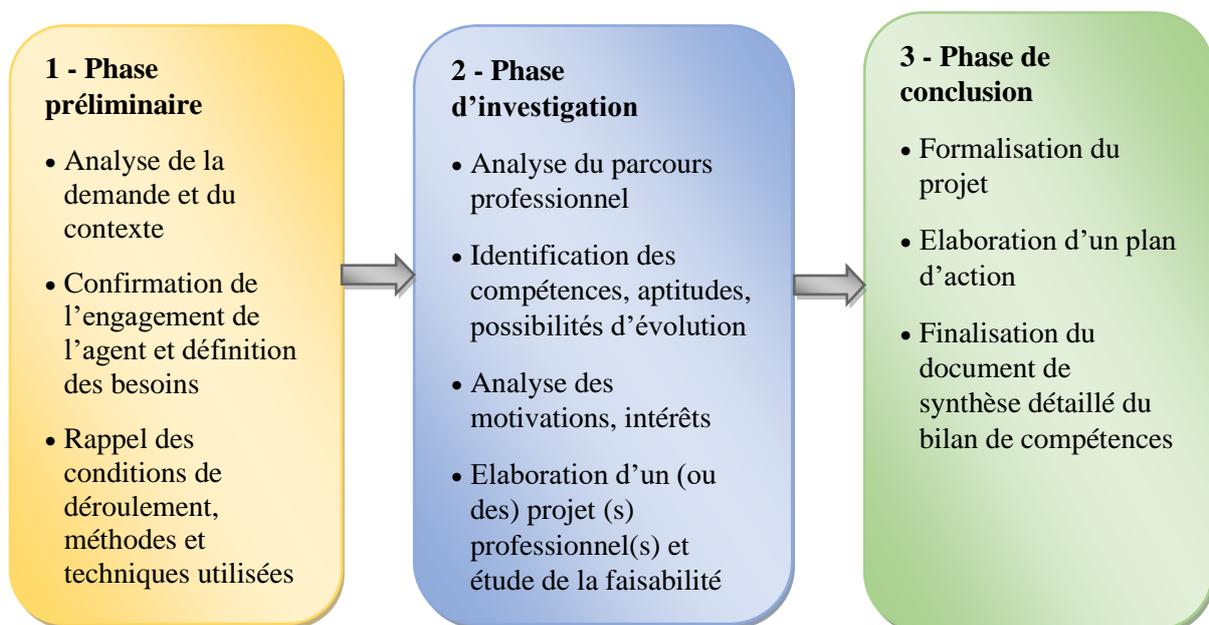 1 - Phase
préliminaire
• Analyse de la
demande et du
contexte
• Confirmation de
l’engagement de
l’agent et définition
des besoins
• Rappel des
conditions de
déroulement,
méthodes et
techniques utilisées
2 - Phase
d’investigation
• Analyse du parcours
professionnel
• Identification des
compétences, aptitudes,
possibilités d’évolution
• Analyse des
motivations, intérêts
• Elaboration d’un (ou
des) projet (s)
professionnel(s) et
étude de la faisabilité
3 - Phase de
conclusion
• Formalisation du
projet
• Elaboration d’un plan
d’action
• Finalisation du
document de
synthèse détaillé du
bilan de compétences